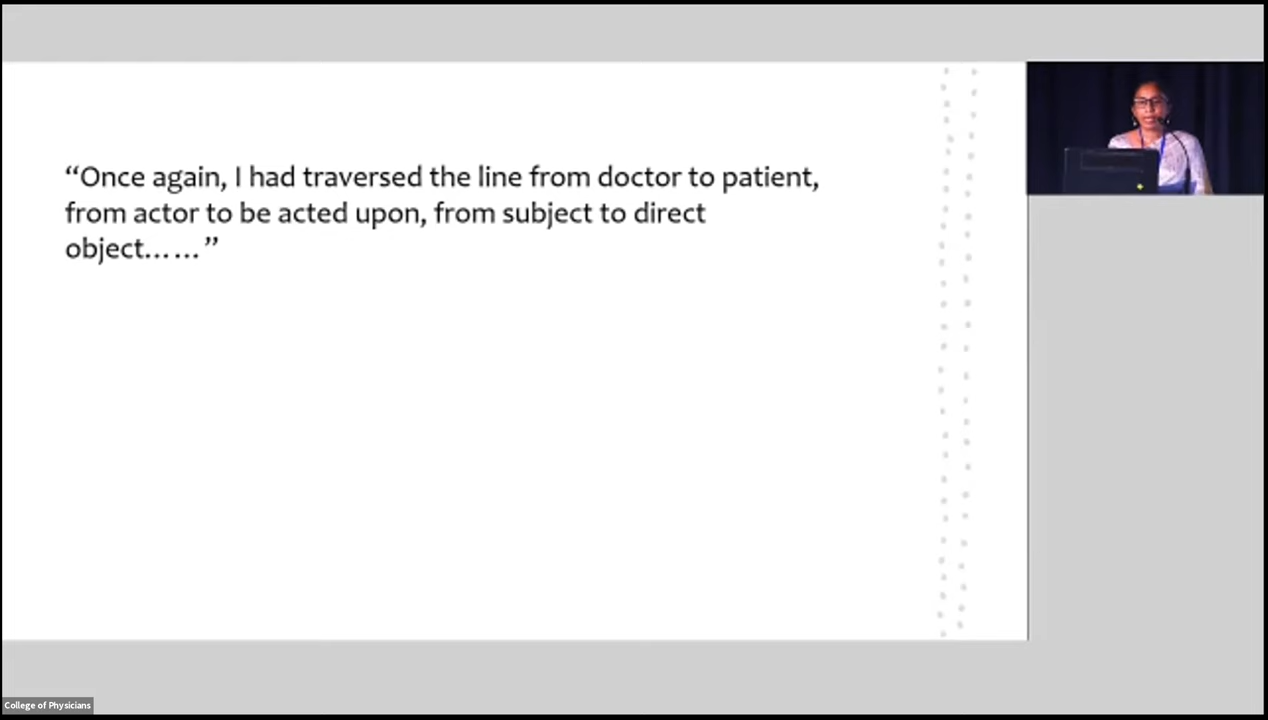 “Once again, I had traversed the line from doctor to patient,
from actor to be acted upon, from subject to direct
object……”
College of Physicians